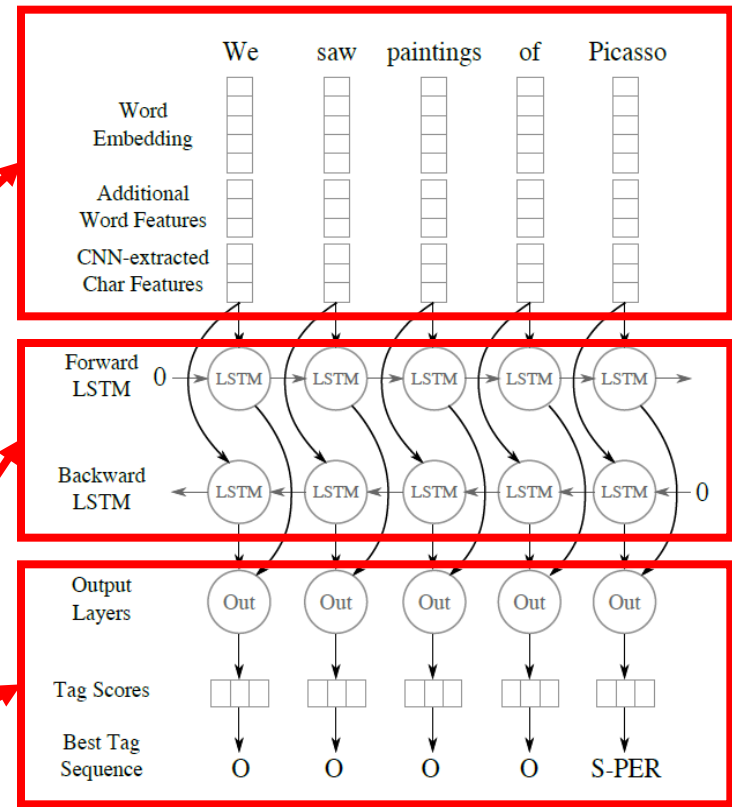 We saw paintings of Picasso
Word
Embedding
Additional
Word Features
CNN-extracted
Char Features
Forward
LSTM
0 LSTM LSTM LSTM LSTM LSTM
Backward
LSTM
LSTM LSTM LSTM LSTM LSTM 0
Output
Layers
Out Out Out Out Out
Tag Scores
Best Tag
Sequence
O O O O S-PER